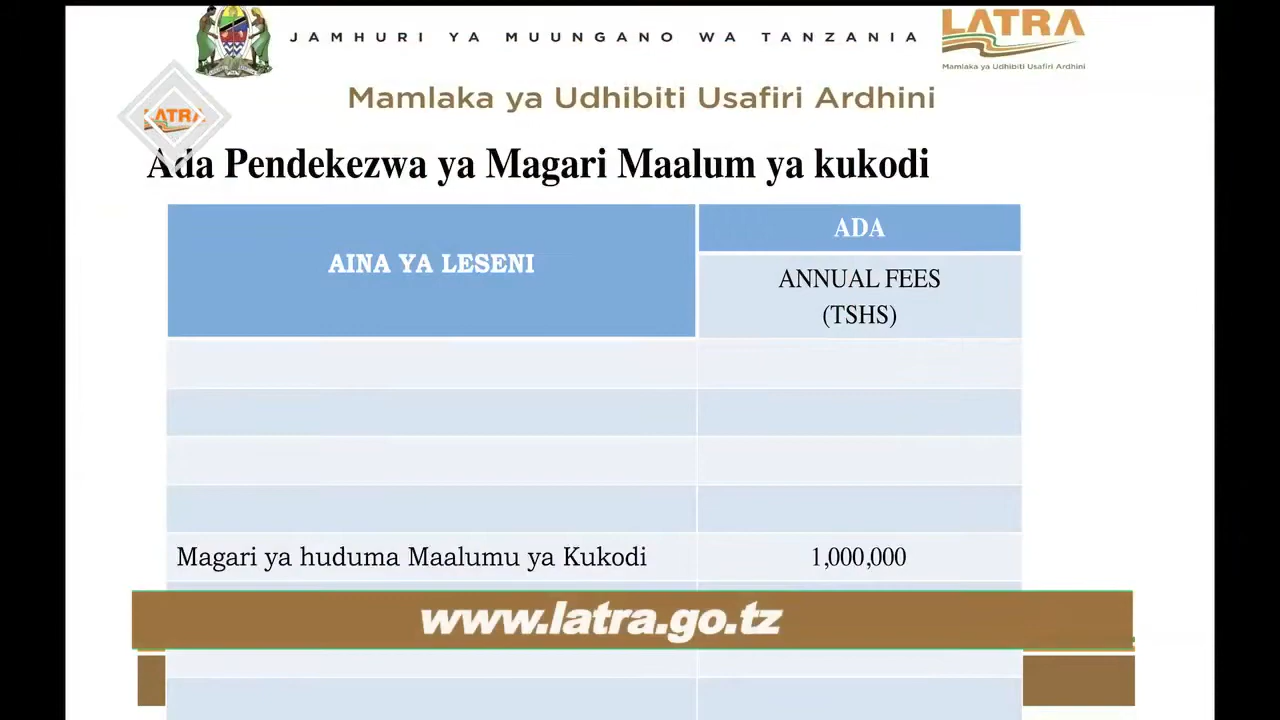 JAMHURI YA MUUNGANO WA TANZANIA
LATRA
Mamlaka ya Udhibiti Usafiri Ardhini
Mamlaka ya Udhibiti Usafiri Ardhini
LATRA
Ada Pendekezwa ya Magari Maalum ya kukodi
AINA YA LESENI
ADA
ANNUAL FEES
(TSHS)
Magari ya huduma Maalumu ya Kukodi
1,000,000
www.latra.go.tz